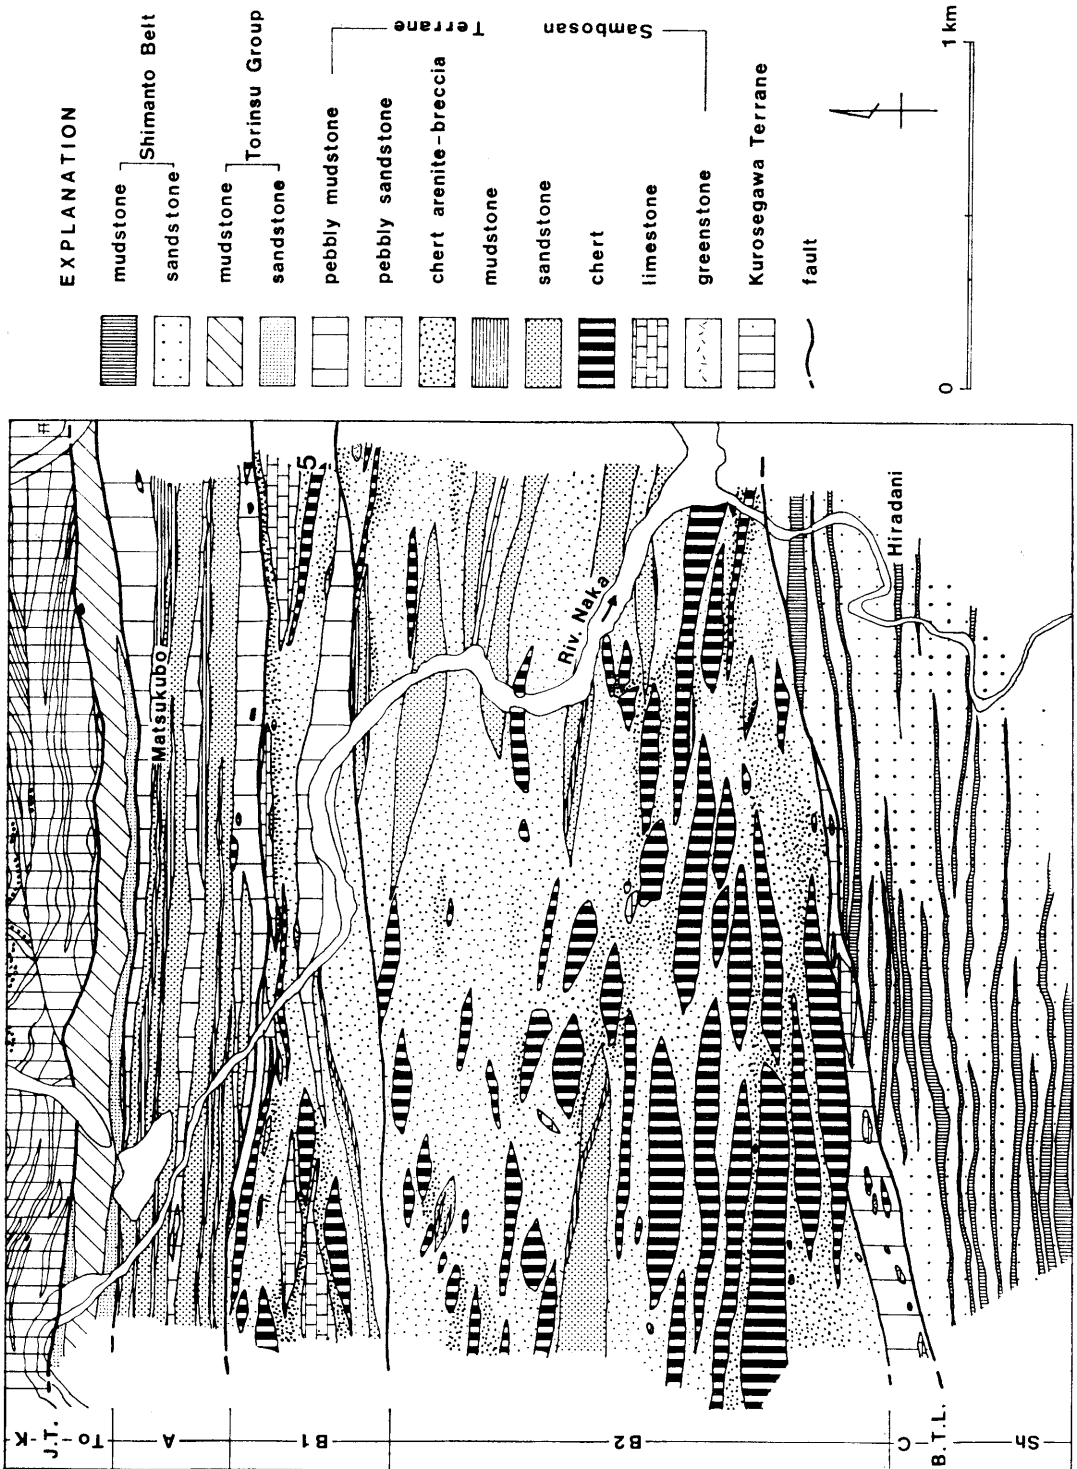 EXPLANATION
mudstone
sandstone
Shimanto Belt
mudstone
sandstone
Torinsu Group
pebbly mudstone
pebbly sandstone
chert arenite-breccia
mudstone
sandstone
chert
limestone
greenstone
Sambosan Terrane
Kurosegawa Terrane
fault
0
1 km
Matsukubo
5
Riv. Naka
Hiradani
K
J.T.
To
A
B1
B2
C
B.T.L.
Sh